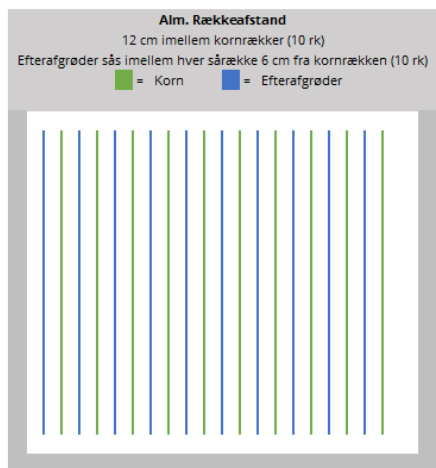 Alm. Rækkeafstand
12 cm imellem kornrækker (10 rk)
Efterafgrøder sås imellem hver sårække 6 cm fra kornrækken (10 rk)
= Korn = Efterafgrøder